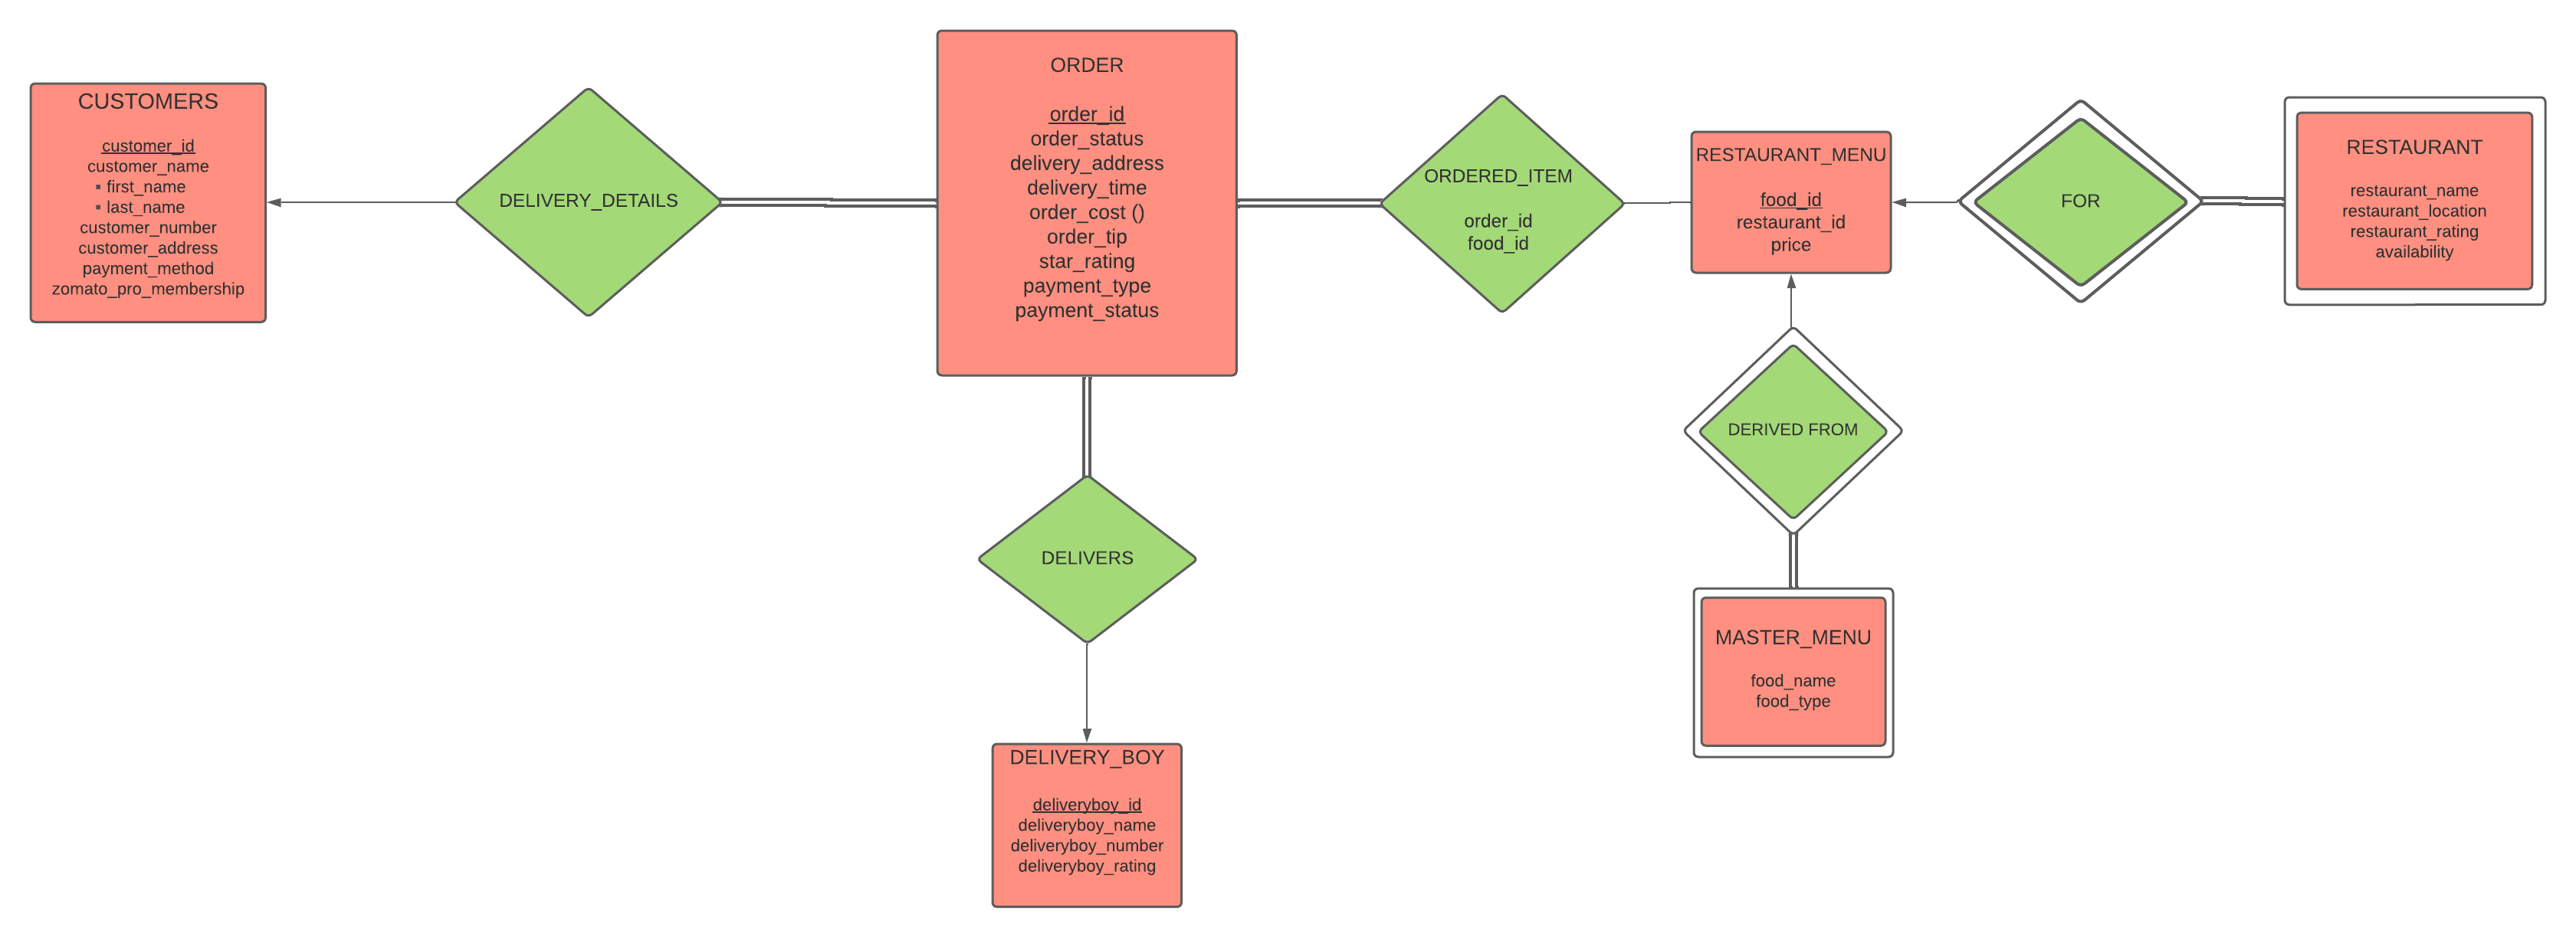 CUSTOMERS
customer_id
customer_name
▪ first_name
▪ last_name
customer_number
customer_address
payment_method
zomato_pro_membership
DELIVERY_DETAILS
ORDER
order_id
order_status
delivery_address
delivery_time
order_cost ()
order_tip
star_rating
payment_type
payment_status
ORDERED_ITEM
order_id
food_id
RESTAURANT_MENU
food_id
restaurant_id
price
FOR
RESTAURANT
restaurant_name
restaurant_location
restaurant_rating
availability
DERIVED FROM
DELIVERS
MASTER_MENU
food_name
food_type
DELIVERY_BOY
deliveryboy_id
deliveryboy_name
deliveryboy_number
deliveryboy_rating